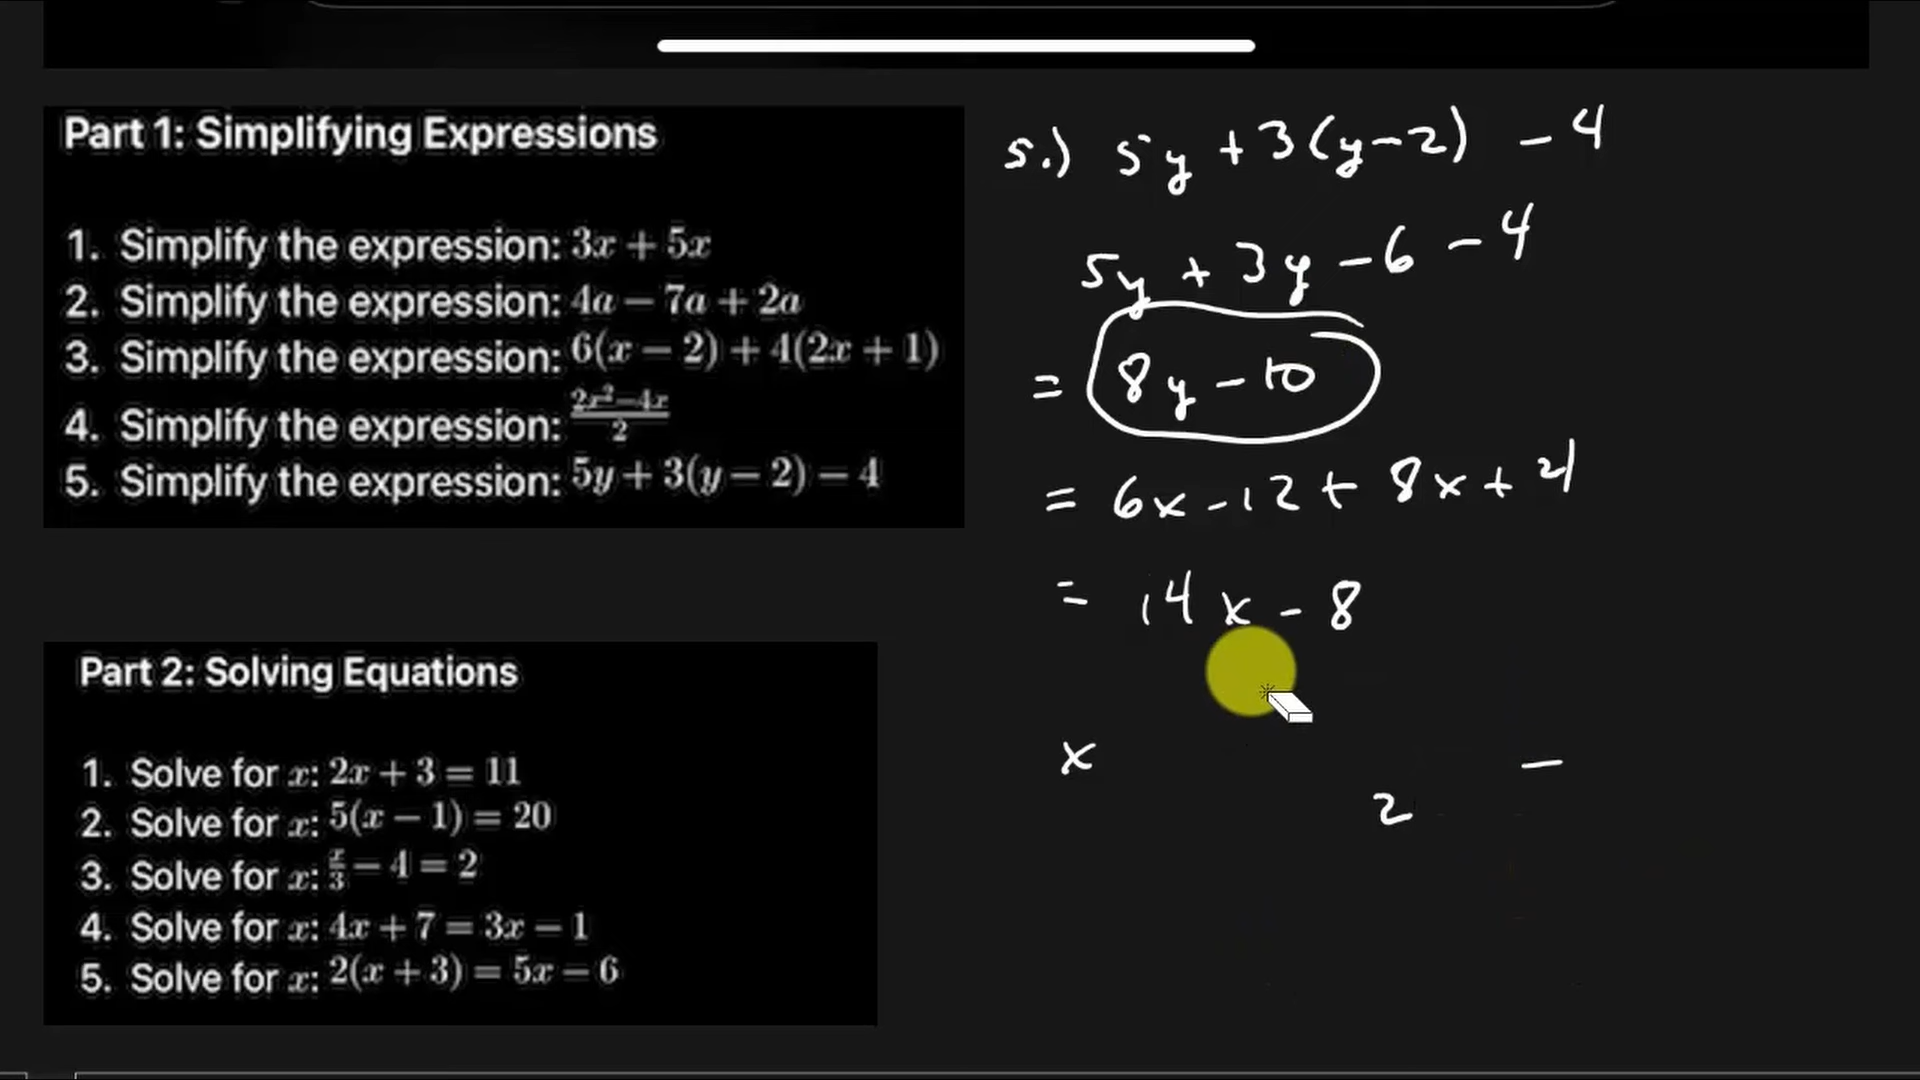 Part 1: Simplifying Expressions
1. Simplify the expression: 3x + 5x
2. Simplify the expression: 4a − 7a + 2a
3. Simplify the expression: 6(x − 2) + 4(2x + 1)
4. Simplify the expression: (2x² − 4x)/2
5. Simplify the expression: 5y + 3(y − 2) − 4
Part 2: Solving Equations
1. Solve for x: 2x + 3 = 11
2. Solve for x: 5(x − 1) = 20
3. Solve for x: x/3 − 4 = 2
4. Solve for x: 4x + 7 = 3x − 1
5. Solve for x: 2(x + 3) = 5x − 6
5.) 5y + 3(y − 2) − 4
5y + 3y − 6 − 4
= 8y − 10
= 6x − 12 + 8x + 4
= 14x − 8
x −
2